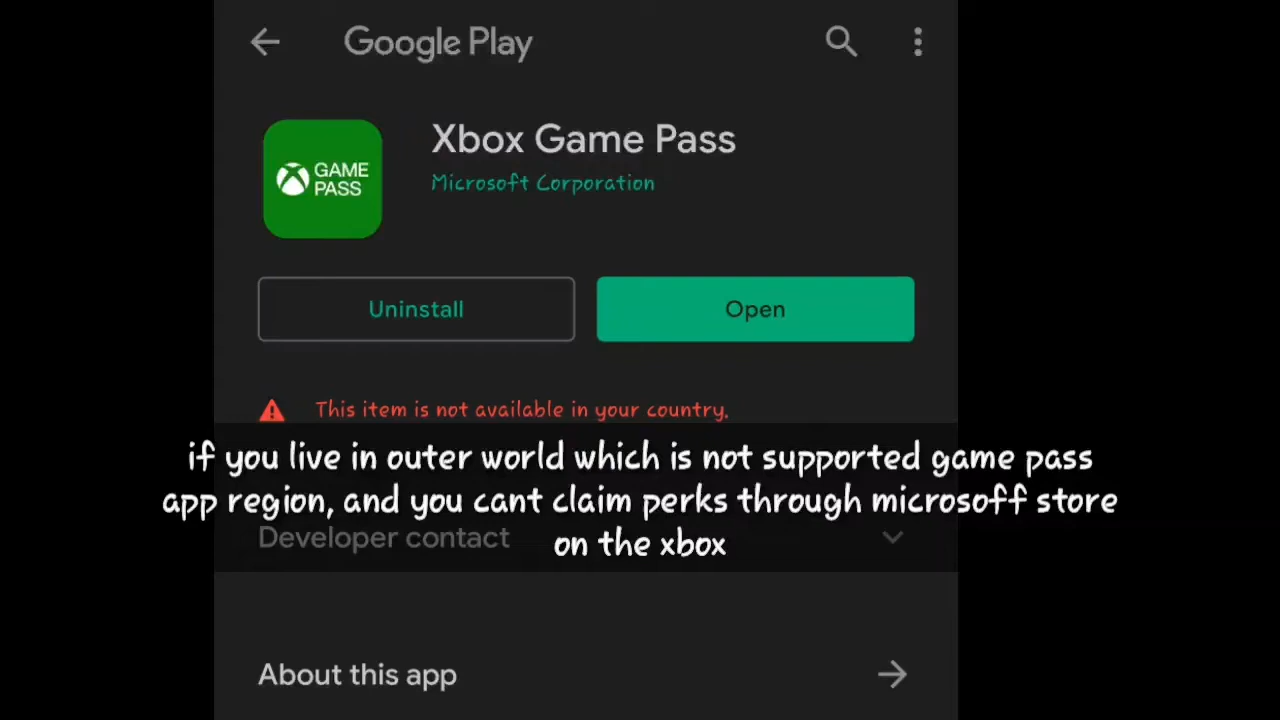 Google Play
GAME
PASS
Xbox Game Pass
Microsoft Corporation
Uninstall
Open
This item is not available in your country.
if you live in outer world which is not supported game pass
app region, and you cant claim perks through microsoff store
on the xbox
Developer contact
About this app